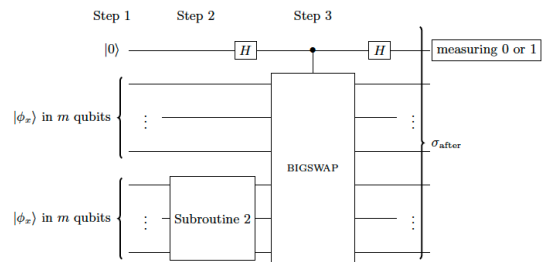 Step 1 Step 2 Step 3
|0⟩ H H measuring 0 or 1
|ϕₓ⟩ in m qubits ⋮ ⋮
BIGSWAP σ_after
|ϕₓ⟩ in m qubits ⋮ Subroutine 2 ⋮